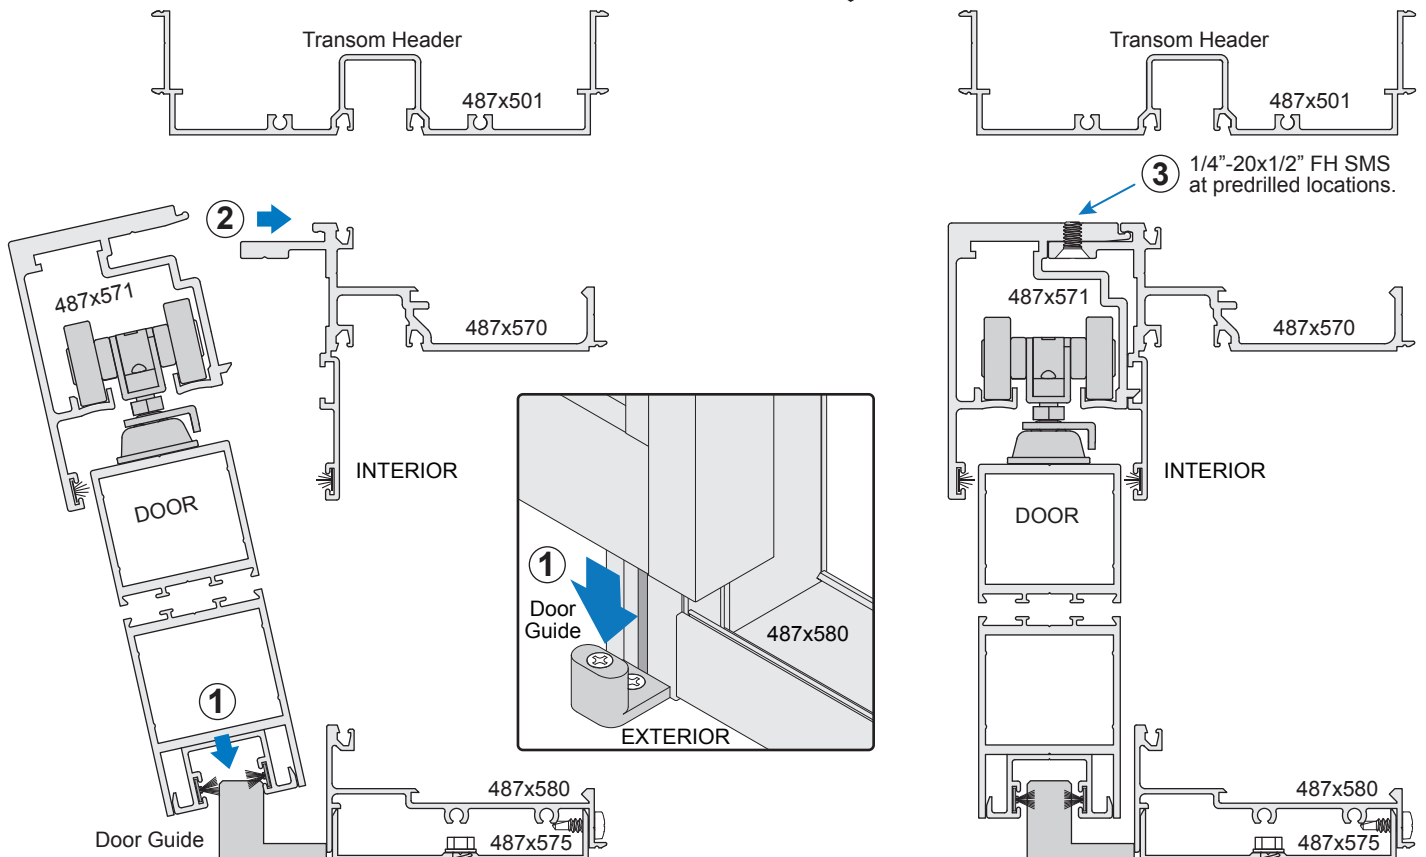 Transom Header
487x501
2
487x571
487x570
INTERIOR
DOOR
1
Door Guide
487x580
487x575
1
Door
Guide
487x580
EXTERIOR
Transom Header
487x501
3 1/4”-20x1/2” FH SMS
at predrilled locations.
487x571
487x570
INTERIOR
DOOR
487x580
487x575